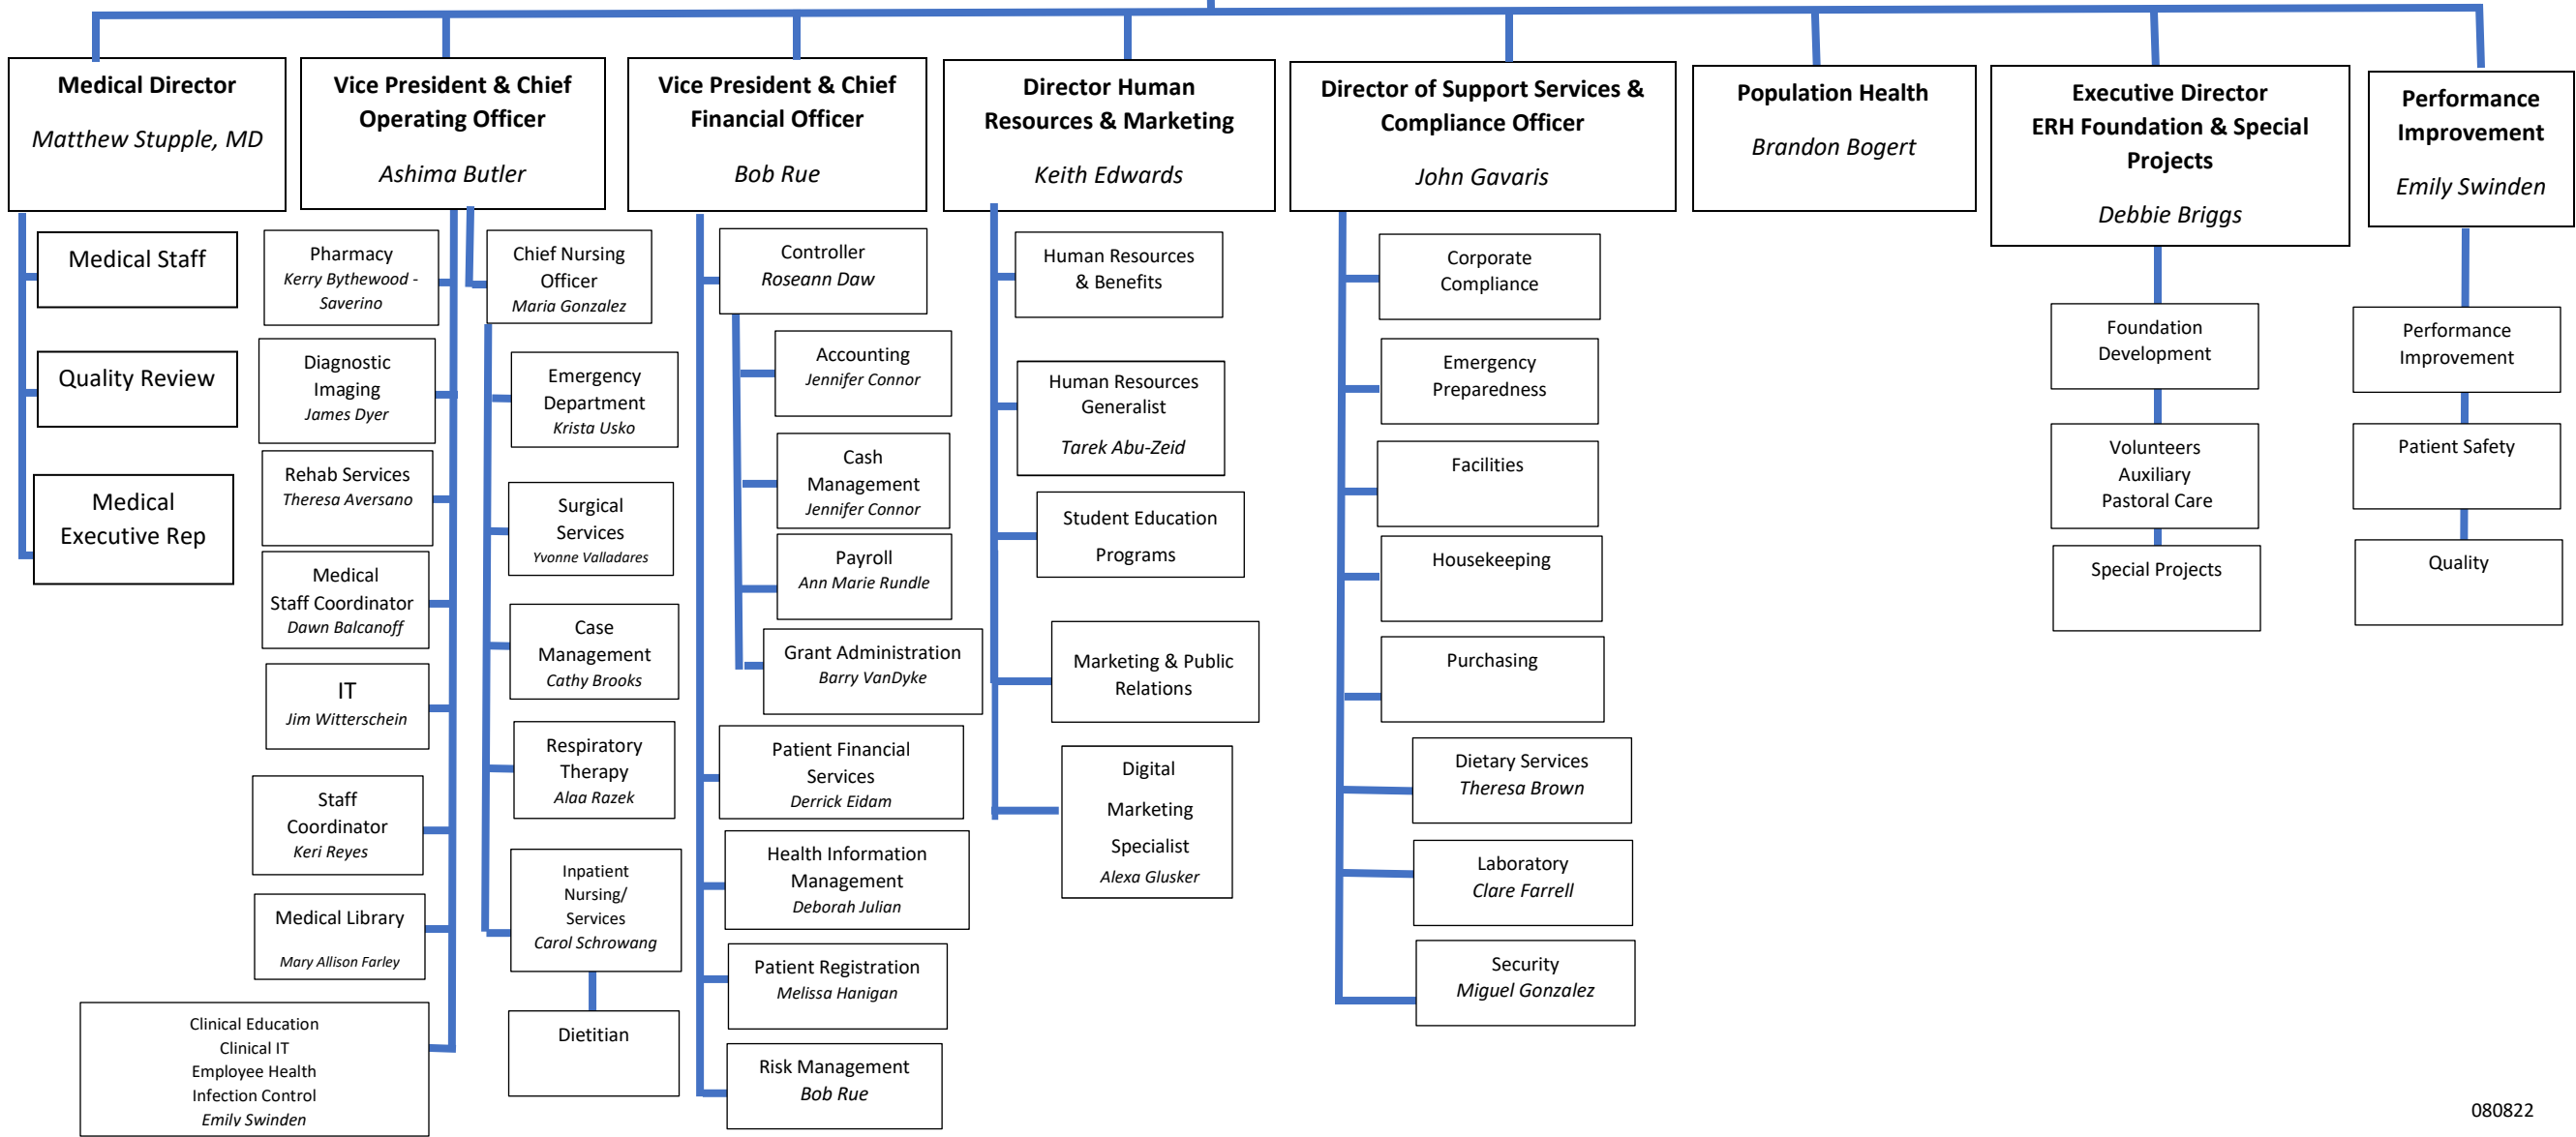 Medical Director
Matthew Stupple, MD
Vice President & Chief
Operating Officer
Ashima Butler
Vice President & Chief
Financial Officer
Bob Rue
Director Human
Resources & Marketing
Keith Edwards
Director of Support Services &
Compliance Officer
John Gavaris
Population Health
Brandon Bogert
Executive Director
ERH Foundation & Special
Projects
Debbie Briggs
Performance
Improvement
Emily Swinden
Medical Staff
Quality Review
Medical
Executive Rep
Pharmacy
Kerry Bythewood -
Saverino
Diagnostic
Imaging
James Dyer
Rehab Services
Theresa Aversano
Medical
Staff Coordinator
Dawn Balcanoff
IT
Jim Witterschein
Staff
Coordinator
Keri Reyes
Medical Library
Mary Allison Farley
Clinical Education
Clinical IT
Employee Health
Infection Control
Emily Swinden
Chief Nursing
Officer
Maria Gonzalez
Emergency
Department
Krista Usko
Surgical
Services
Yvonne Valladares
Case
Management
Cathy Brooks
Respiratory
Therapy
Alaa Razek
Inpatient
Nursing/
Services
Carol Schrowang
Dietitian
Controller
Roseann Daw
Accounting
Jennifer Connor
Cash
Management
Jennifer Connor
Payroll
Ann Marie Rundle
Grant Administration
Barry VanDyke
Patient Financial
Services
Derrick Eidam
Health Information
Management
Deborah Julian
Patient Registration
Melissa Hanigan
Risk Management
Bob Rue
Human Resources
& Benefits
Human Resources
Generalist
Tarek Abu-Zeid
Student Education
Programs
Marketing & Public
Relations
Digital
Marketing
Specialist
Alexa Glusker
Corporate
Compliance
Emergency
Preparedness
Facilities
Housekeeping
Purchasing
Dietary Services
Theresa Brown
Laboratory
Clare Farrell
Security
Miguel Gonzalez
Foundation
Development
Volunteers
Auxiliary
Pastoral Care
Special Projects
Performance
Improvement
Patient Safety
Quality
080822